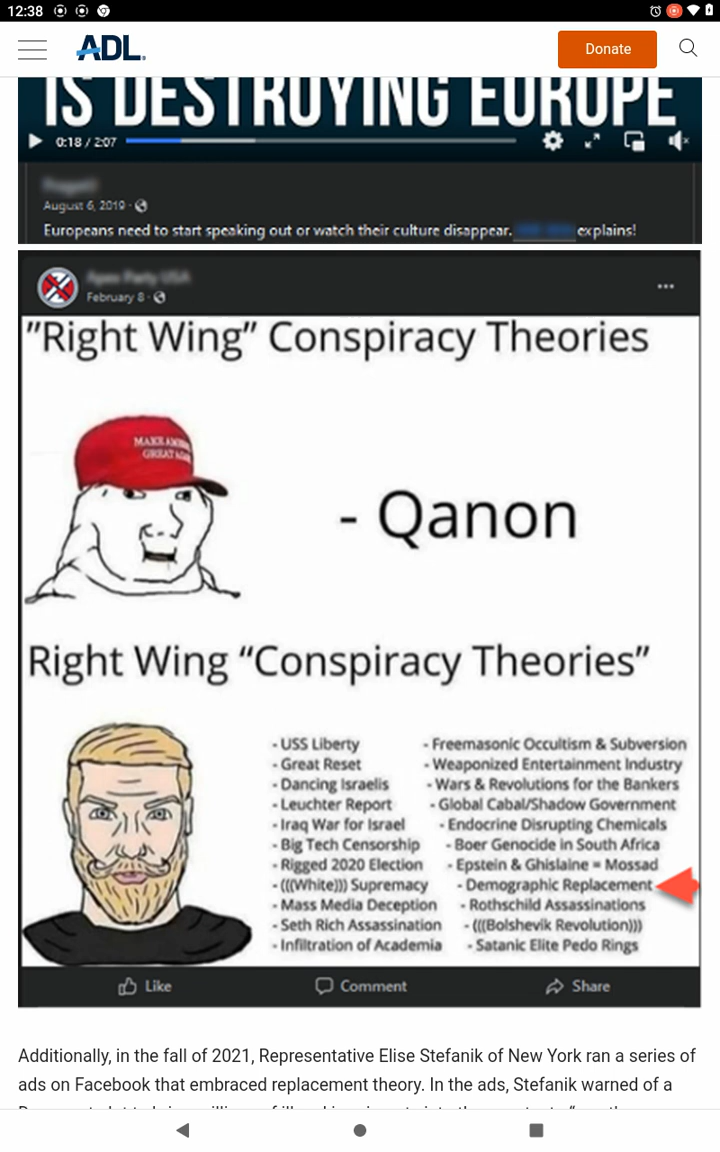 12:38
ADL
Donate
IS DESTROYING EUROPE
0:18 / 2:07
August 6, 2019
Europeans need to start speaking out or watch their culture disappear. explains!
February 8
"Right Wing" Conspiracy Theories
MAKE AM
GREAT
- Qanon
Right Wing "Conspiracy Theories"
- USS Liberty
- Great Reset
- Dancing Israelis
- Leuchter Report
- Iraq War for Israel
- Big Tech Censorship
- Rigged 2020 Election
- (((White))) Supremacy
- Mass Media Deception
- Seth Rich Assassination
- Infiltration of Academia
- Freemasonic Occultism & Subversion
- Weaponized Entertainment Industry
- Wars & Revolutions for the Bankers
- Global Cabal/Shadow Government
- Endocrine Disrupting Chemicals
- Boer Genocide in South Africa
- Epstein & Ghislaine = Mossad
- Demographic Replacement
- Rothschild Assassinations
- (((Bolshevik Revolution)))
- Satanic Elite Pedo Rings
Like
Comment
Share
Additionally, in the fall of 2021, Representative Elise Stefanik of New York ran a series of
ads on Facebook that embraced replacement theory. In the ads, Stefanik warned of a